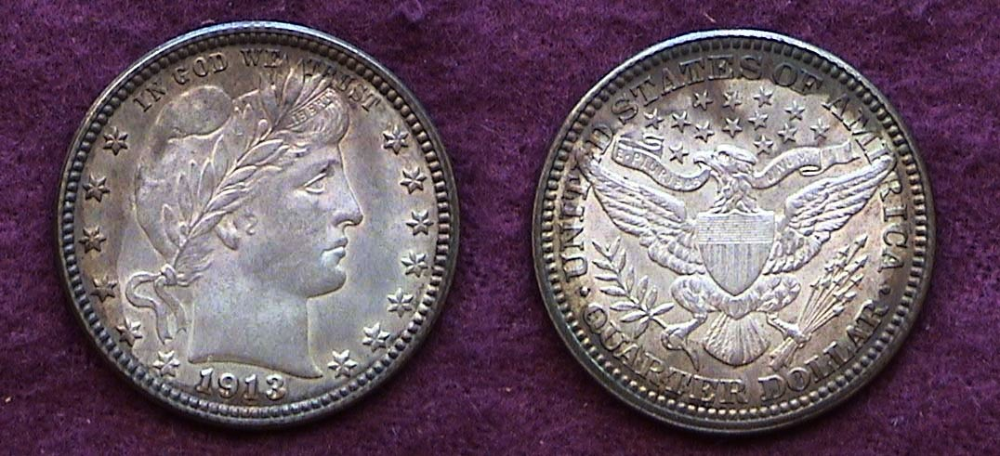 IN GOD WE TRUST
LIBERTY
1913
UNITED STATES OF AMERICA
E PLURIBUS UNUM
QUARTER DOLLAR